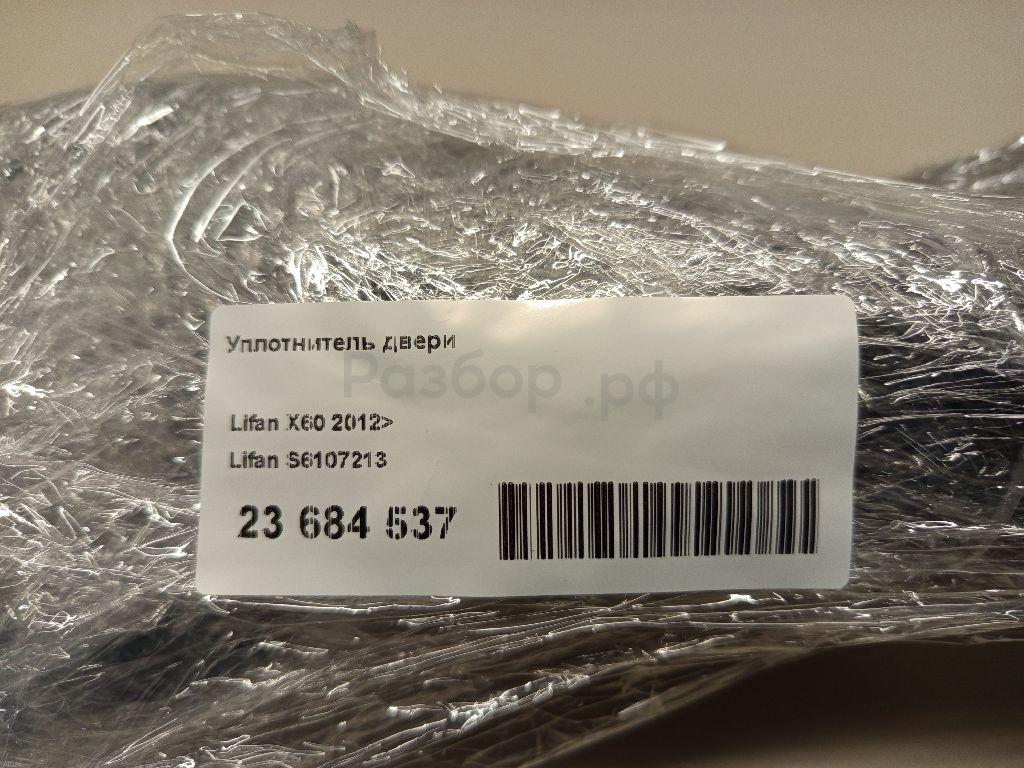 Уплотнитель двери
Разбор.рф
Lifan X60 2012>
Lifan S6107213
23 684 537